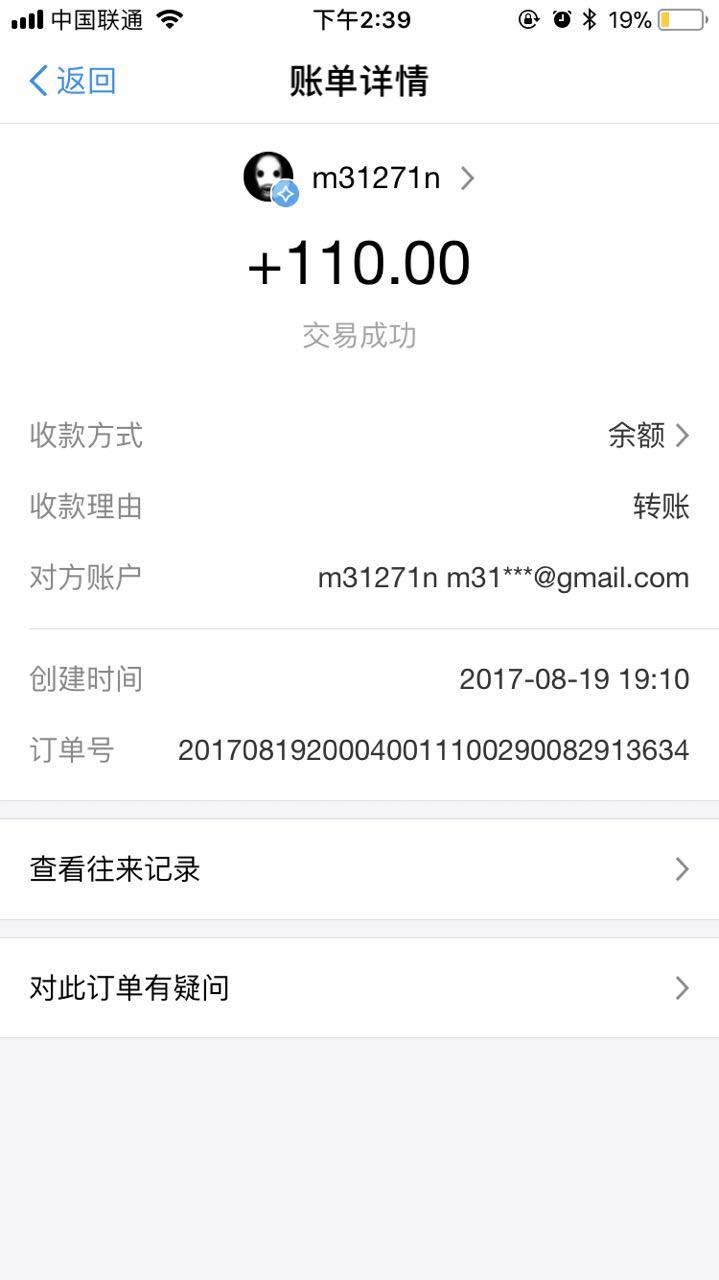 中国联通 下午2:39 19%
返回 账单详情
m31271n
+110.00
交易成功
收款方式 余额
收款理由 转账
对方账户 m31271n m31***@gmail.com
创建时间 2017-08-19 19:10
订单号 20170819200040011100290082913634
查看往来记录
对此订单有疑问